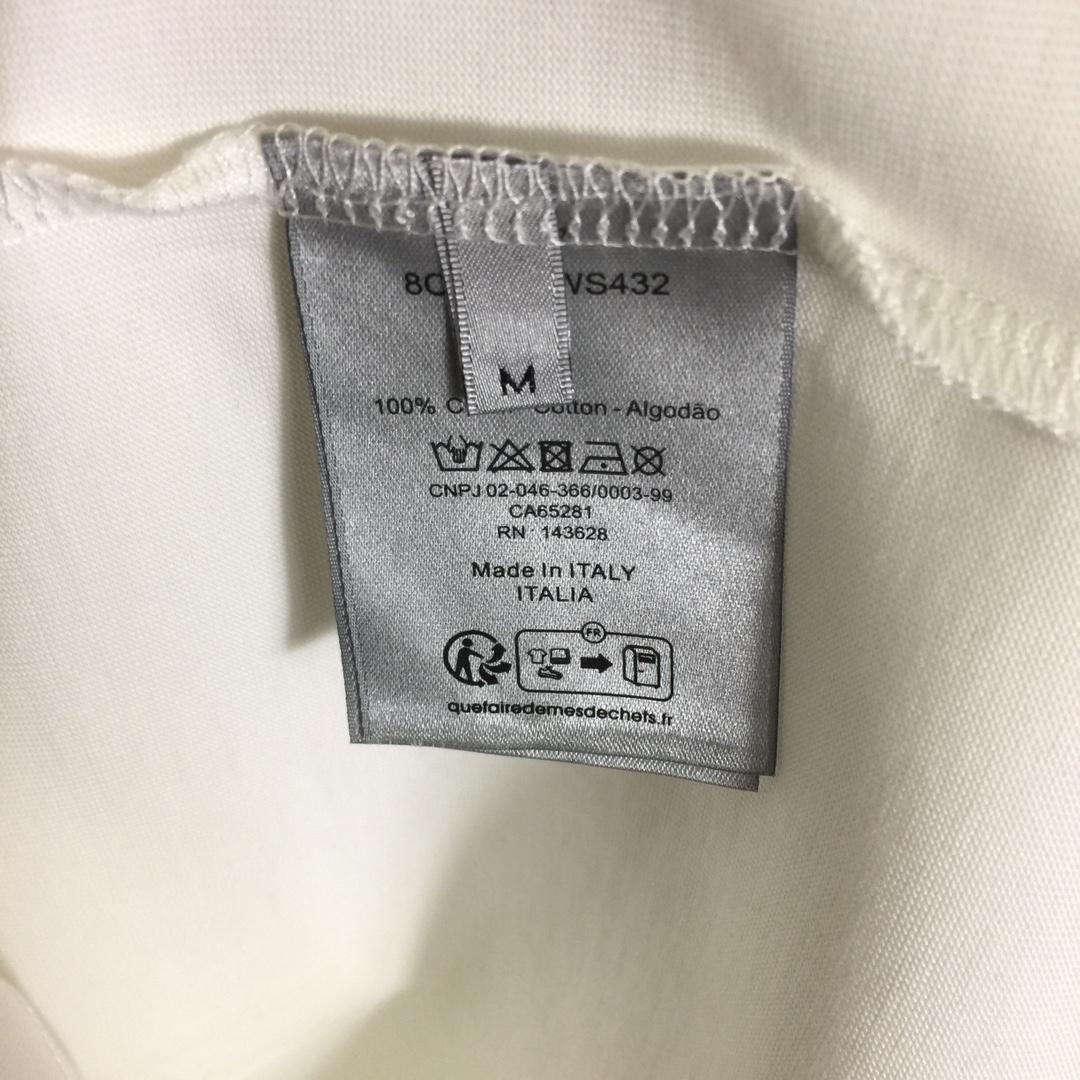 8C VS432
M
100% Cotton - Algodão
CNPJ 02-046-366/0003-99
CA65281
RN 143628
Made In ITALY
ITALIA
FR
quefairedemesdechets.fr